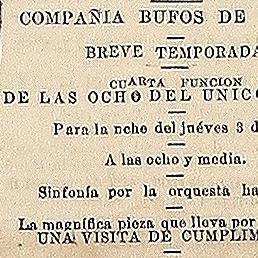 COMPAÑIA BUFOS DE
BREVE TEMPORADA
CUARTA FUNCION
DE LAS OCHO DEL UNICO
Para la nche del juéves 3 d
A las ocho y media.
Sinfonía por la orquesta ha
La magnífica pieza que lleva por
UNA VISITA DE CUMPLIM